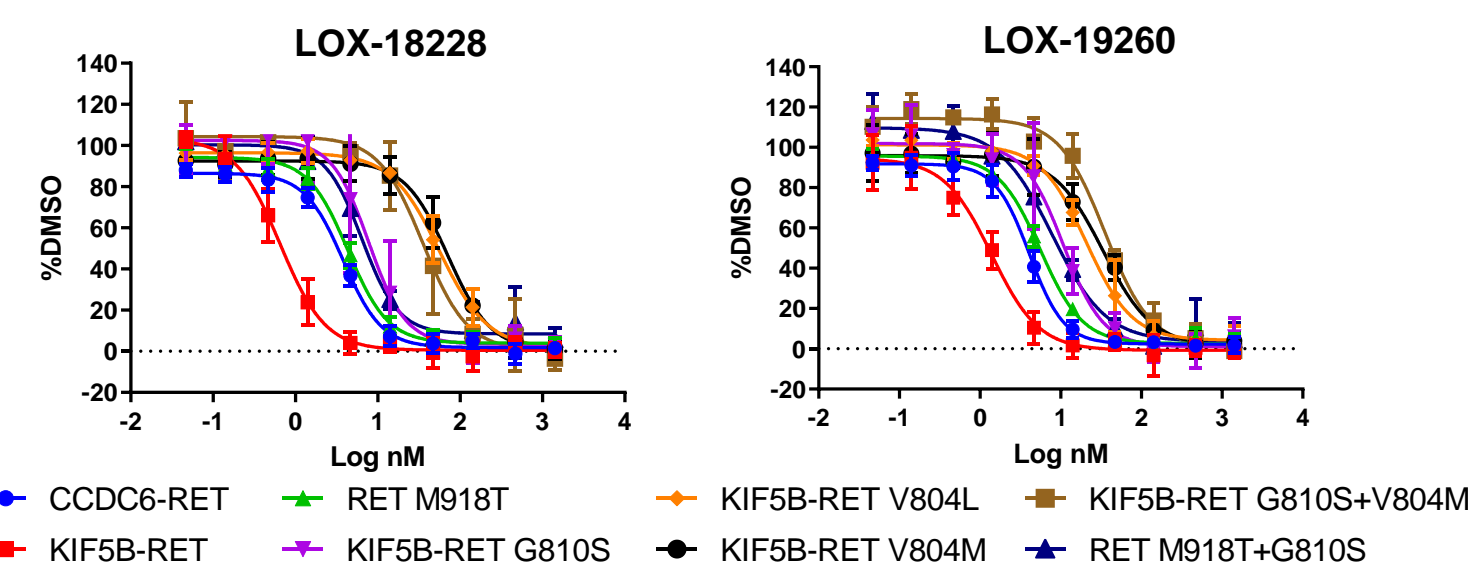 LOX-18228
LOX-19260
140
120
100
80
60
40
20
0
-20
%DMSO
-2 -1 0 1 2 3 4
Log nM
140
120
100
80
60
40
20
0
-20
%DMSO
-2 -1 0 1 2 3 4
Log nM
CCDC6-RET RET M918T KIF5B-RET V804L KIF5B-RET G810S+V804M
KIF5B-RET KIF5B-RET G810S KIF5B-RET V804M RET M918T+G810S